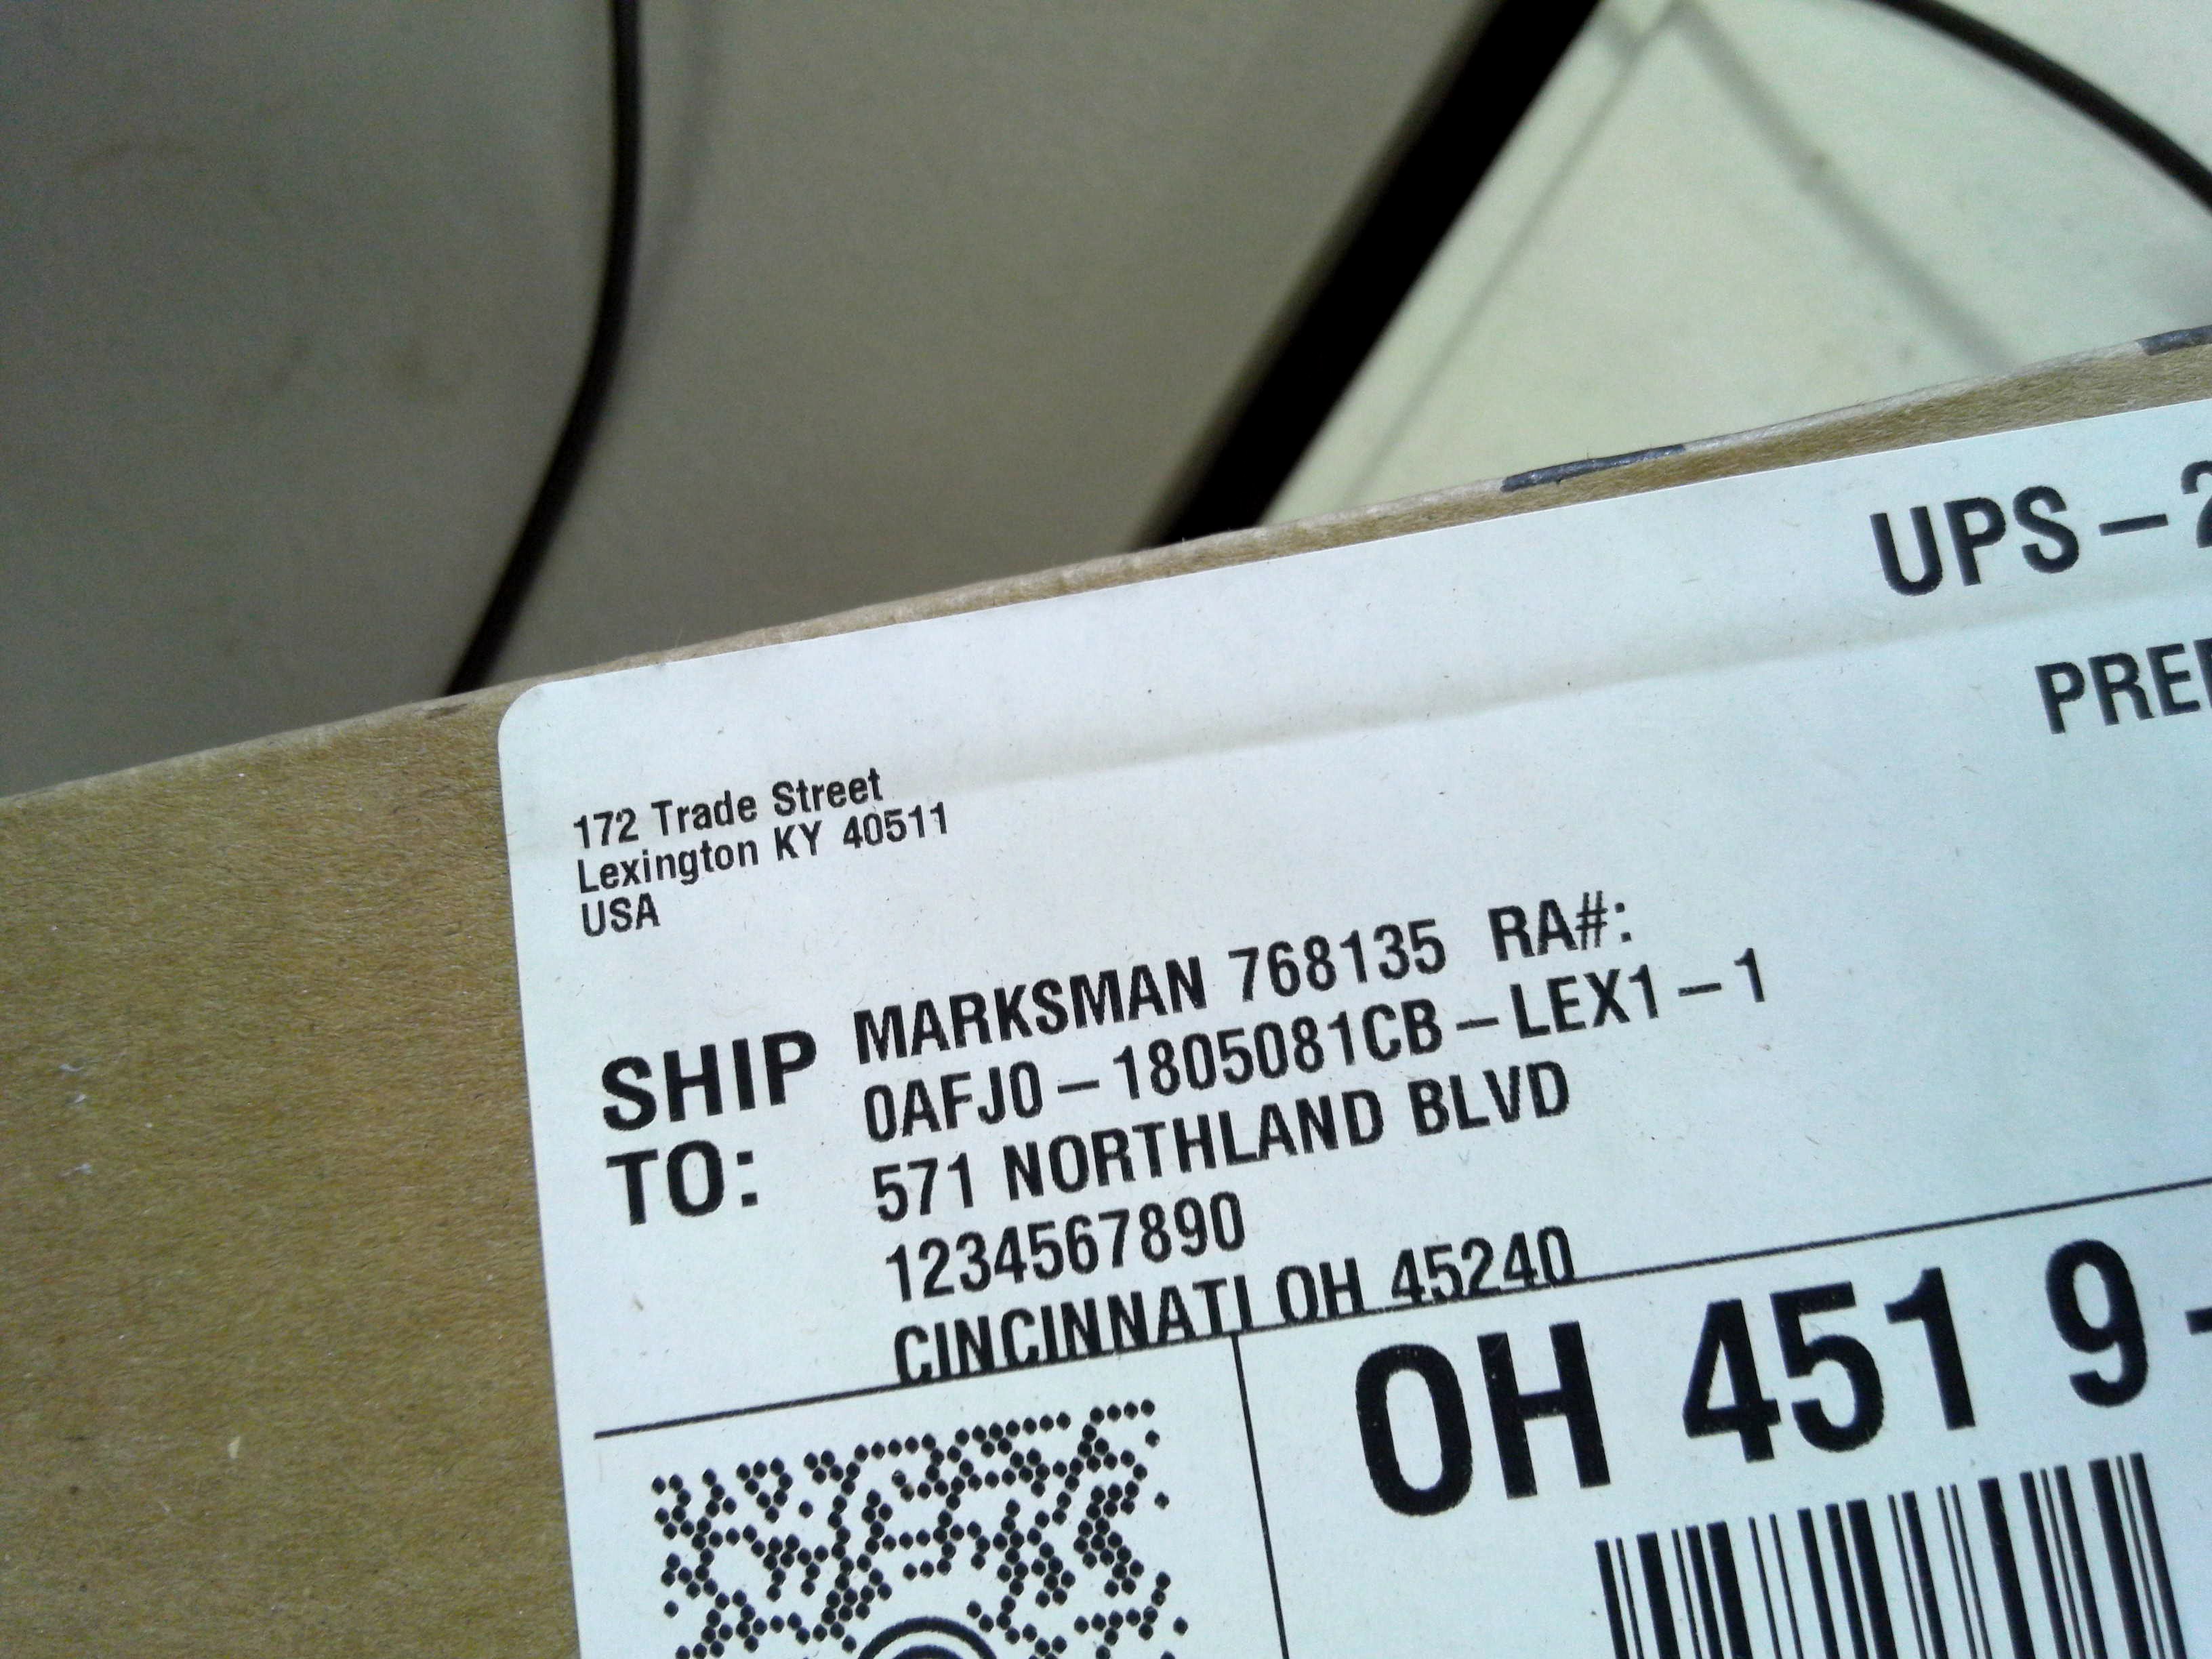 UPS-2
PRE
172 Trade Street
Lexington KY 40511
USA
SHIP TO:
MARKSMAN 768135 RA#:
0AFJ0-1805081CB-LEX1-1
571 NORTHLAND BLVD
1234567890
CINCINNATI OH 45240
OH 451 9-